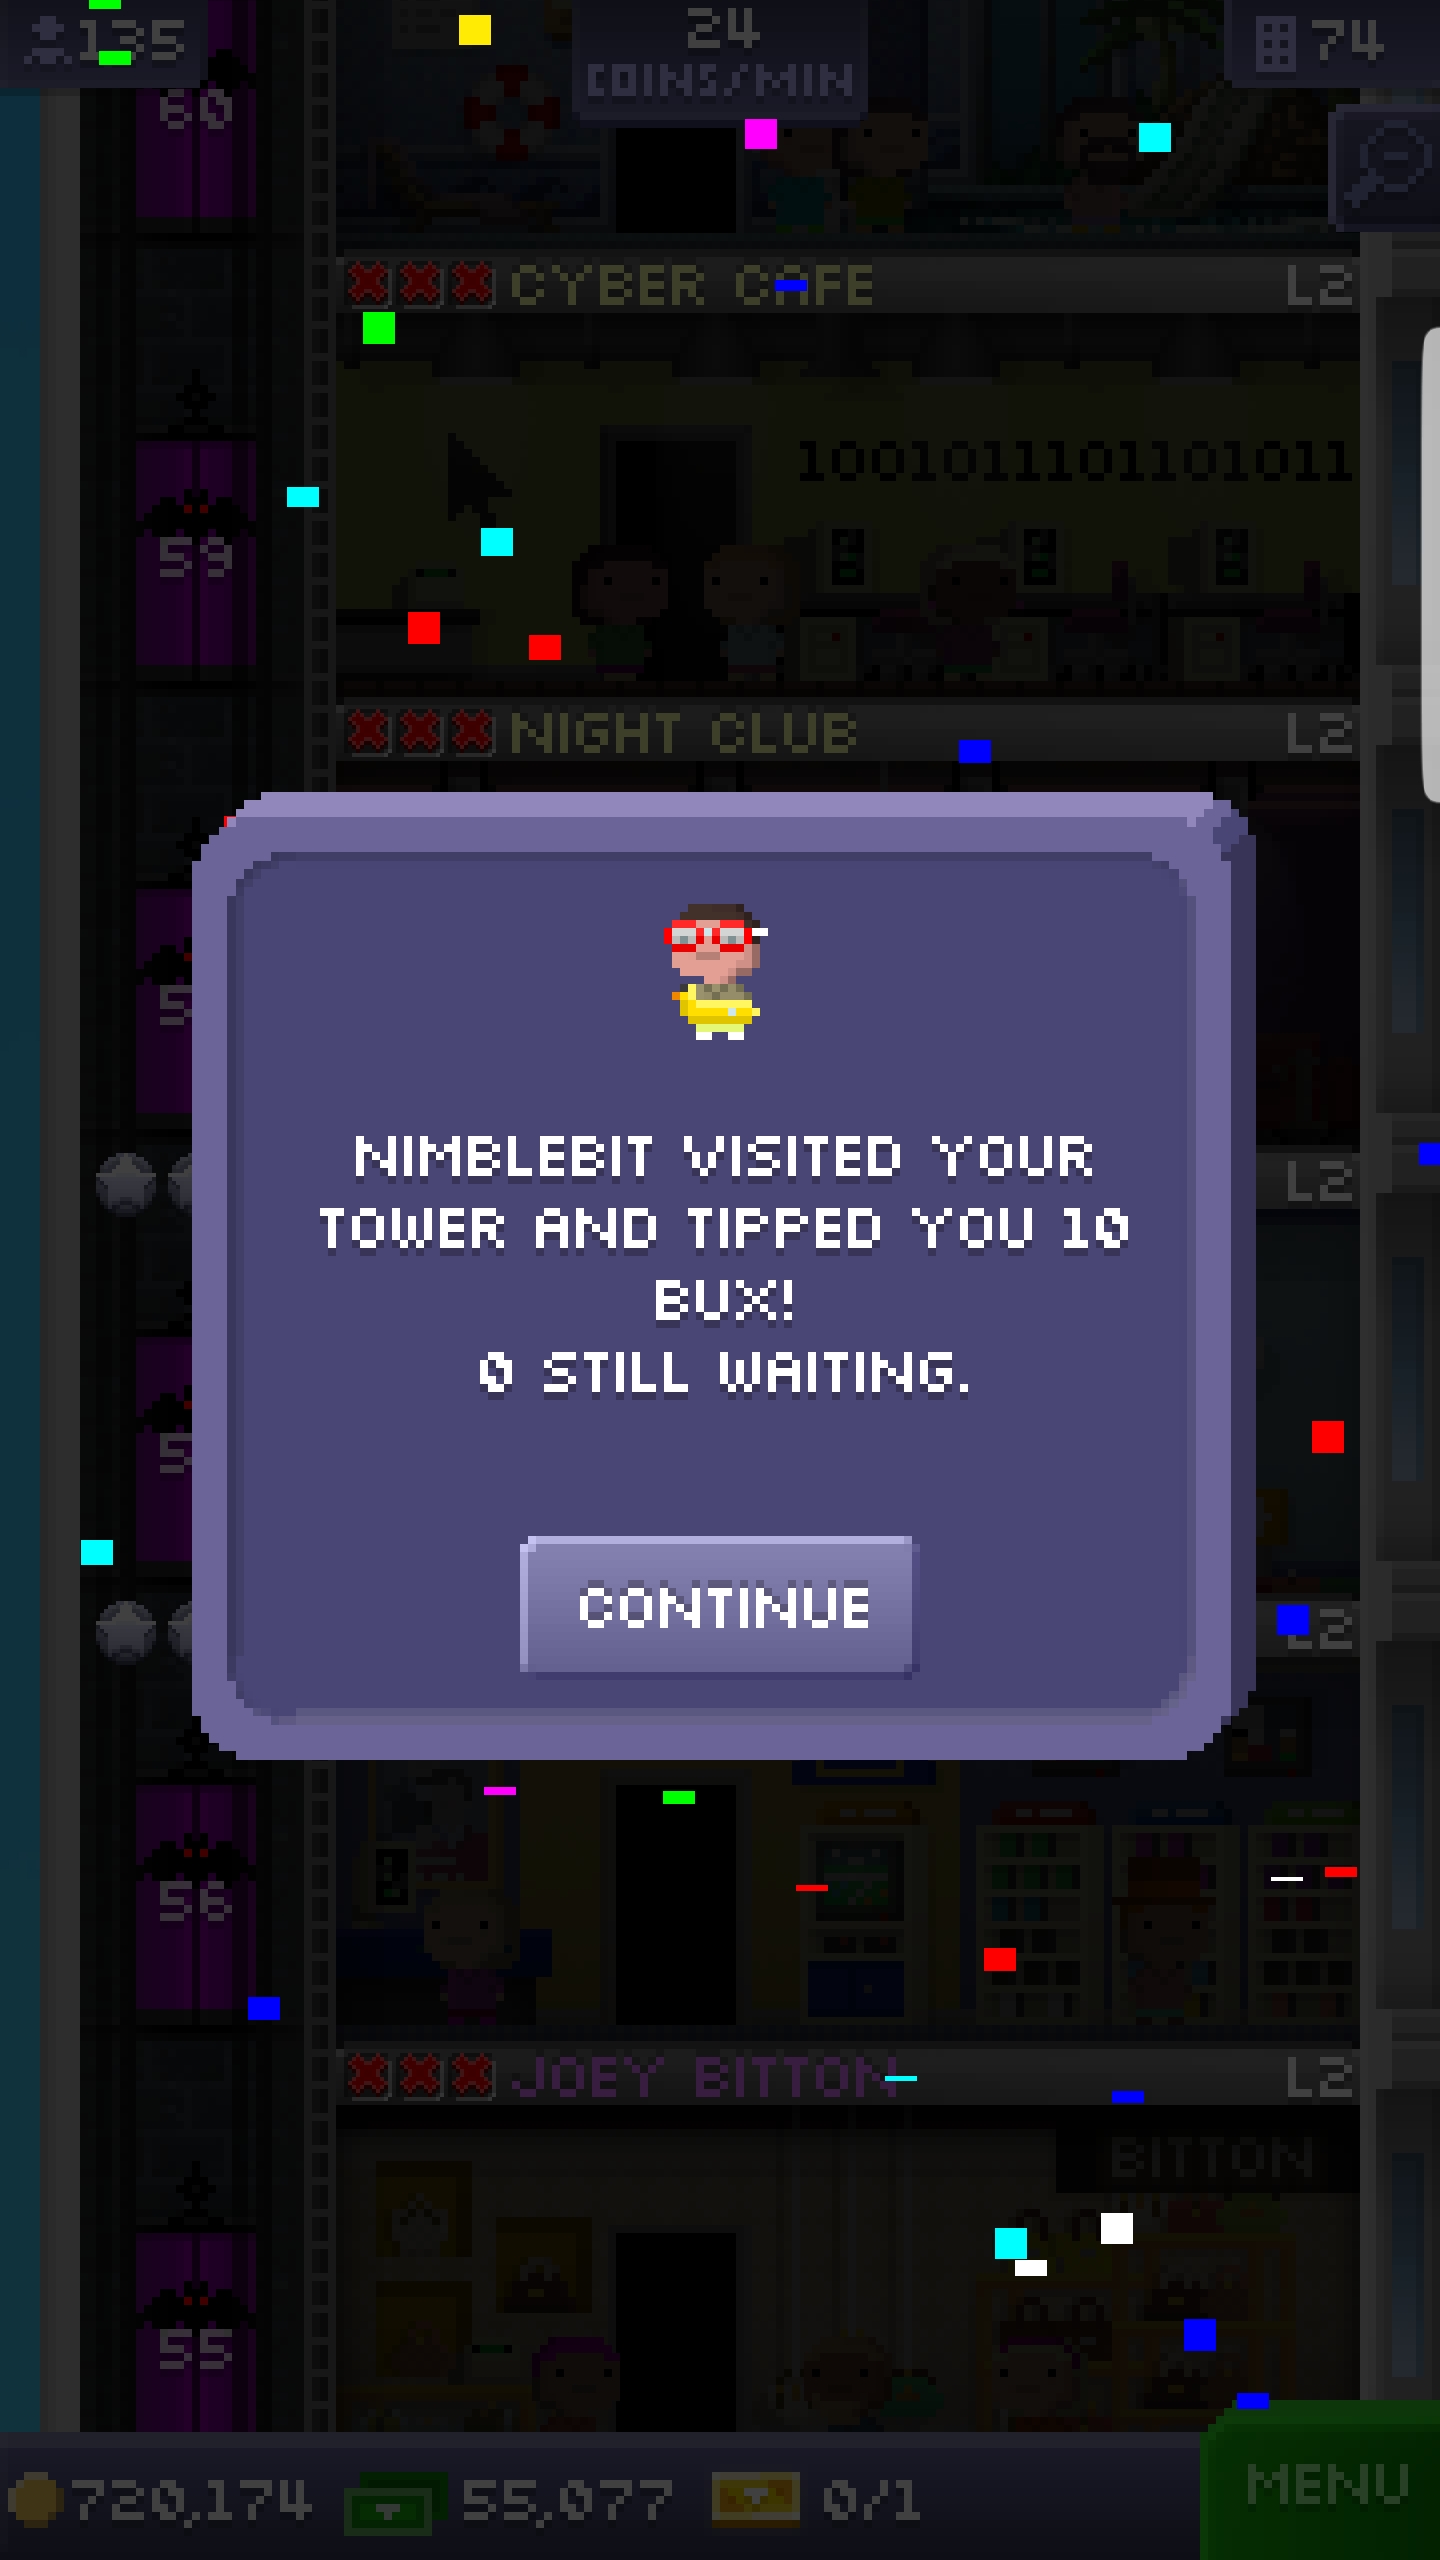 135
24
COINS/MIN
74
60
CYBER CAFE
L2
1001011101101011
59
NIGHT CLUB
L2
NIMBLEBIT VISITED YOUR
TOWER AND TIPPED YOU 10
BUX!
0 STILL WAITING.
CONTINUE
L2
L2
56
JOEY BITTON
L2
BITTON
55
720,174
55,077
0/1
MENU